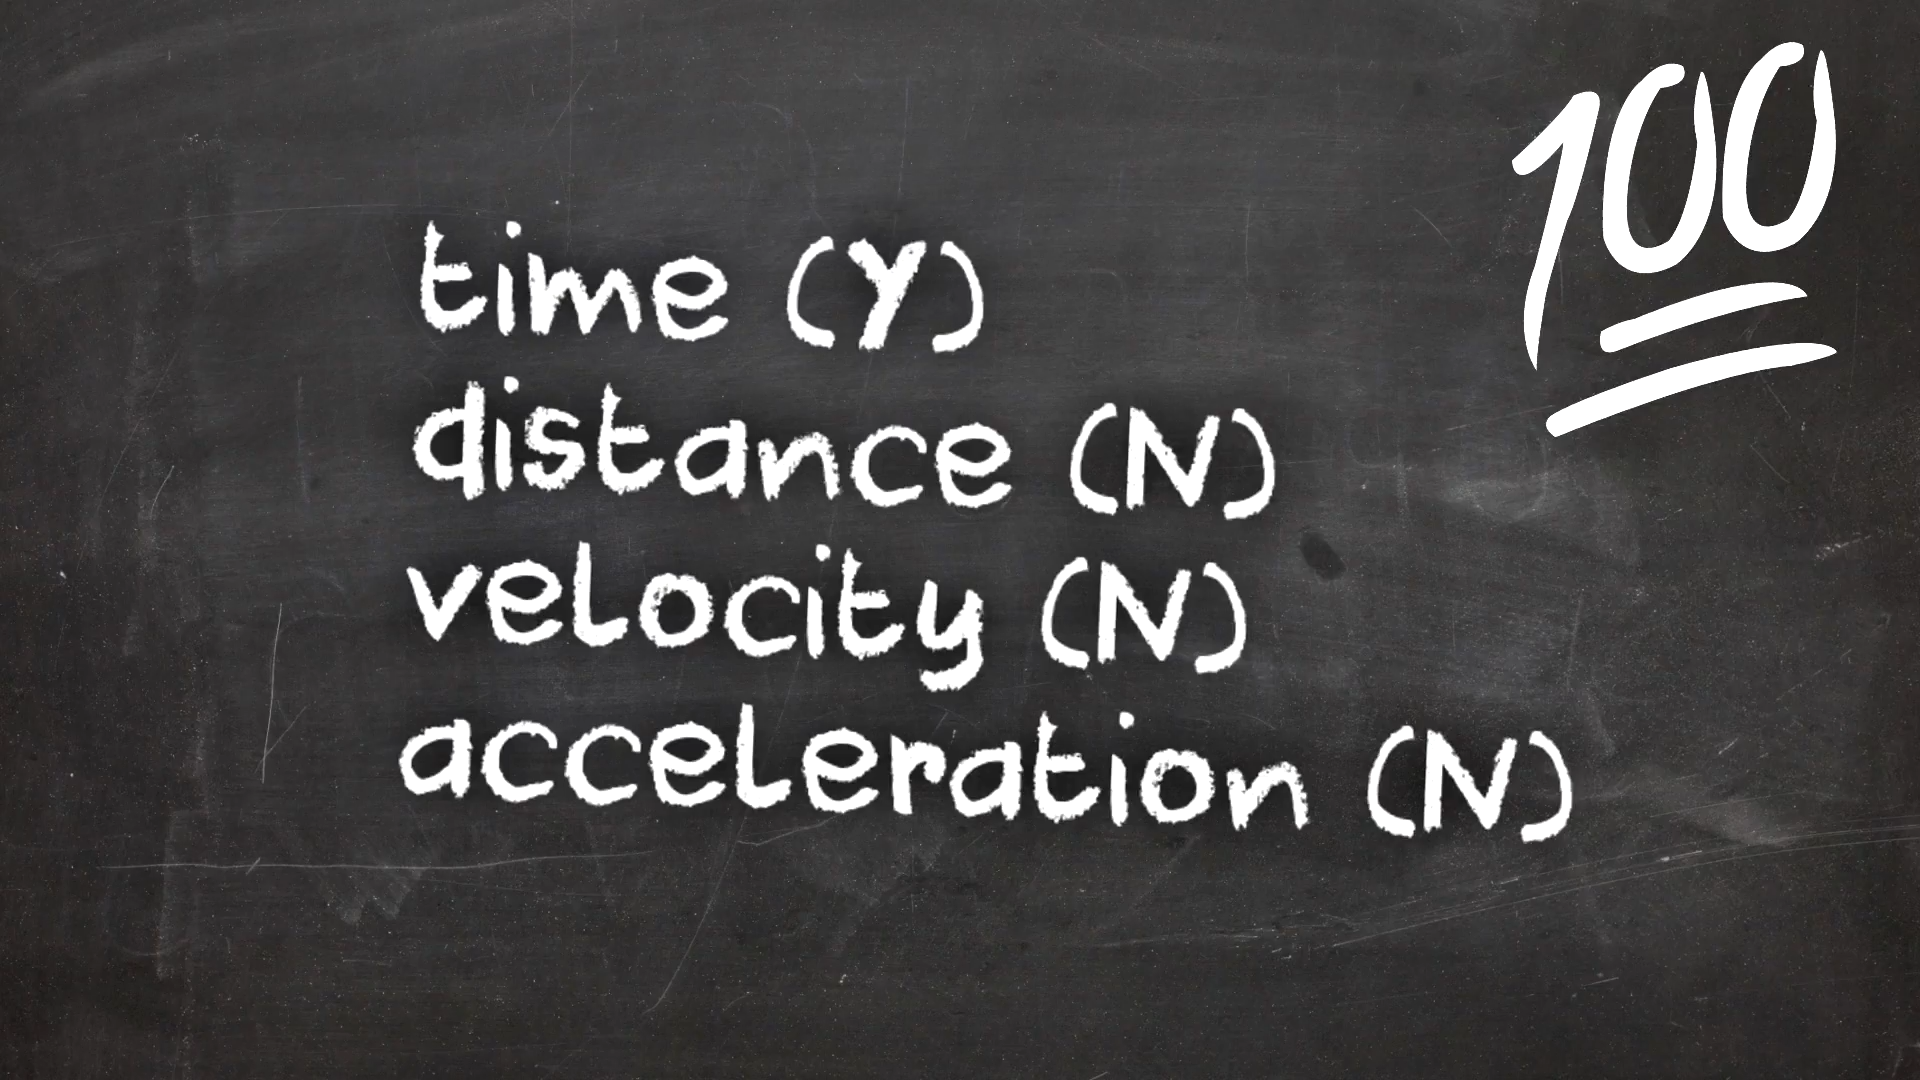 100
time (Y)
distance (N)
velocity (N)
acceleration (N)